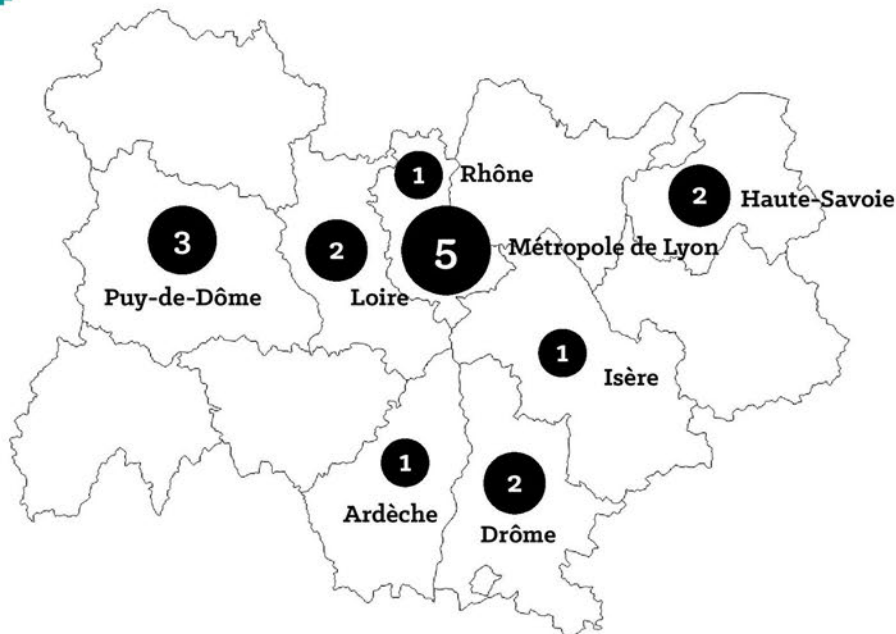 1
Rhône
2
Haute-Savoie
3
2
5
Métropole de Lyon
Puy-de-Dôme
Loire
1
Isère
1
2
Ardèche
Drôme